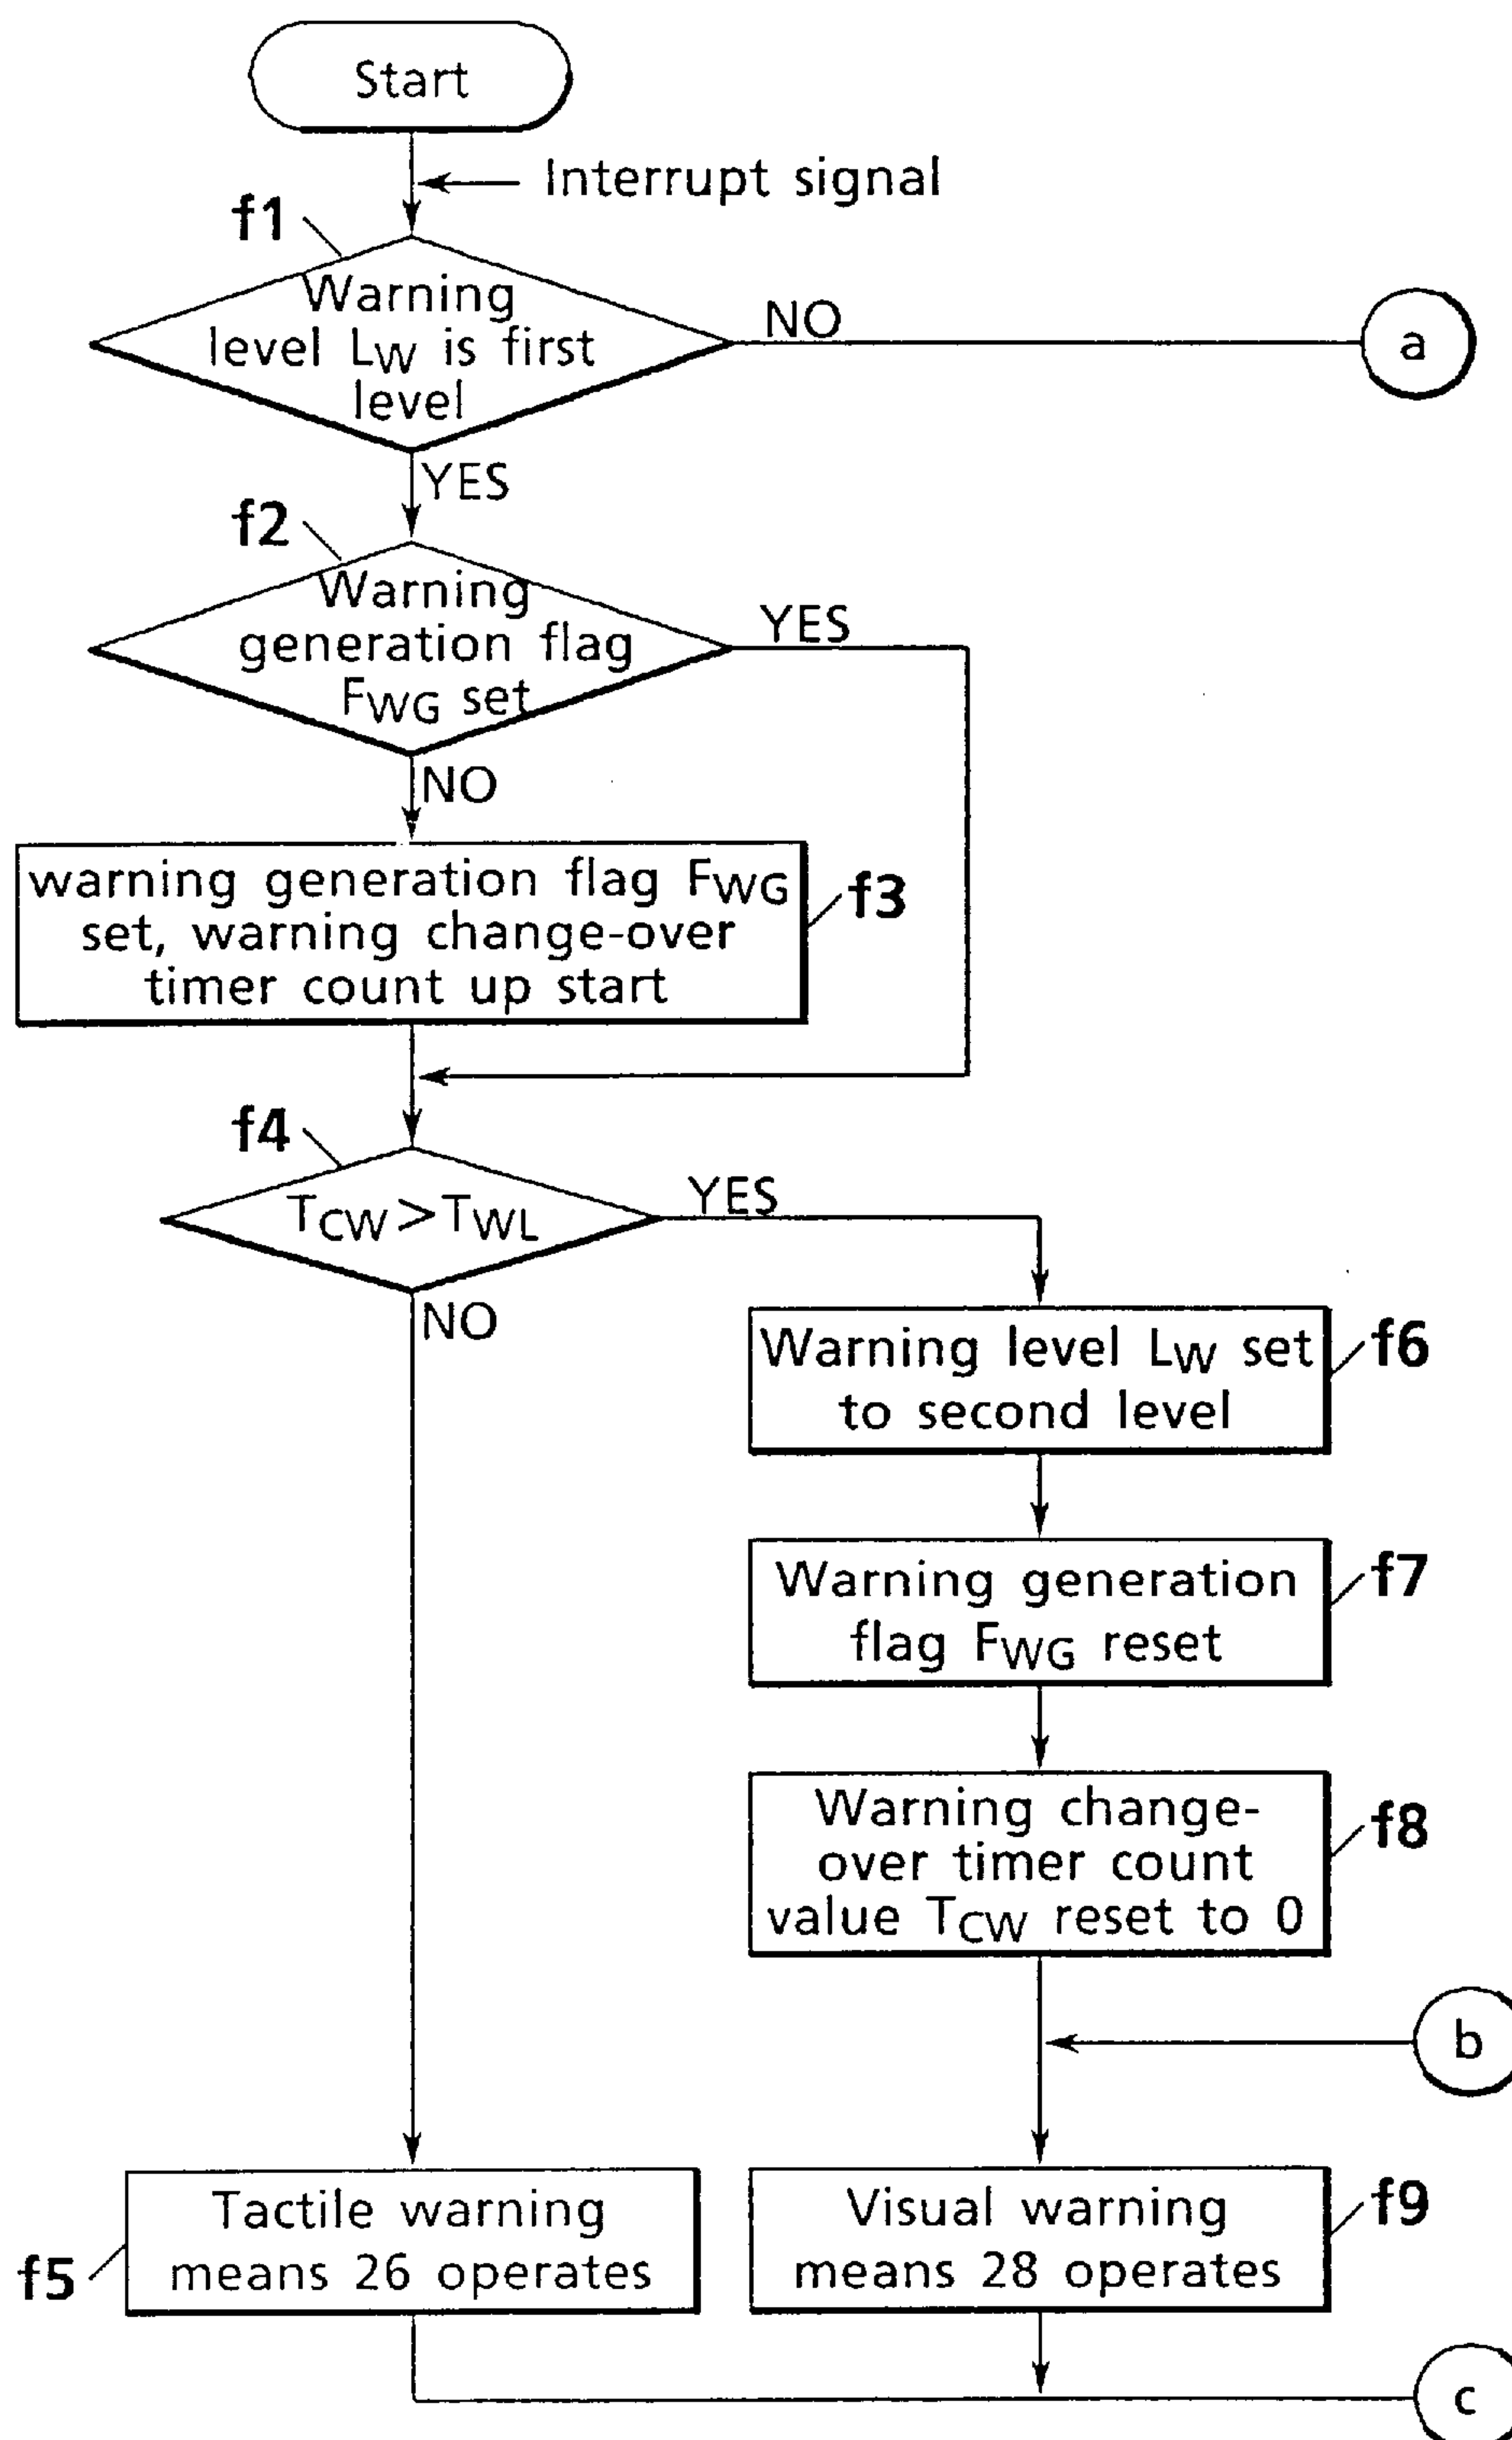 Start
Interrupt signal
f1
Warning
level LW is first
level
NO
a
YES
f2
Warning
generation flag
FWG set
YES
NO
warning generation flag FWG
set, warning change-over
timer count up start
f3
f4
TCW>TWL
YES
NO
Warning level LW set
to second level
f6
Warning generation
flag FWG reset
f7
Warning change-
over timer count
value TCW reset to 0
f8
b
Tactile warning
means 26 operates
f5
Visual warning
means 28 operates
f9
c